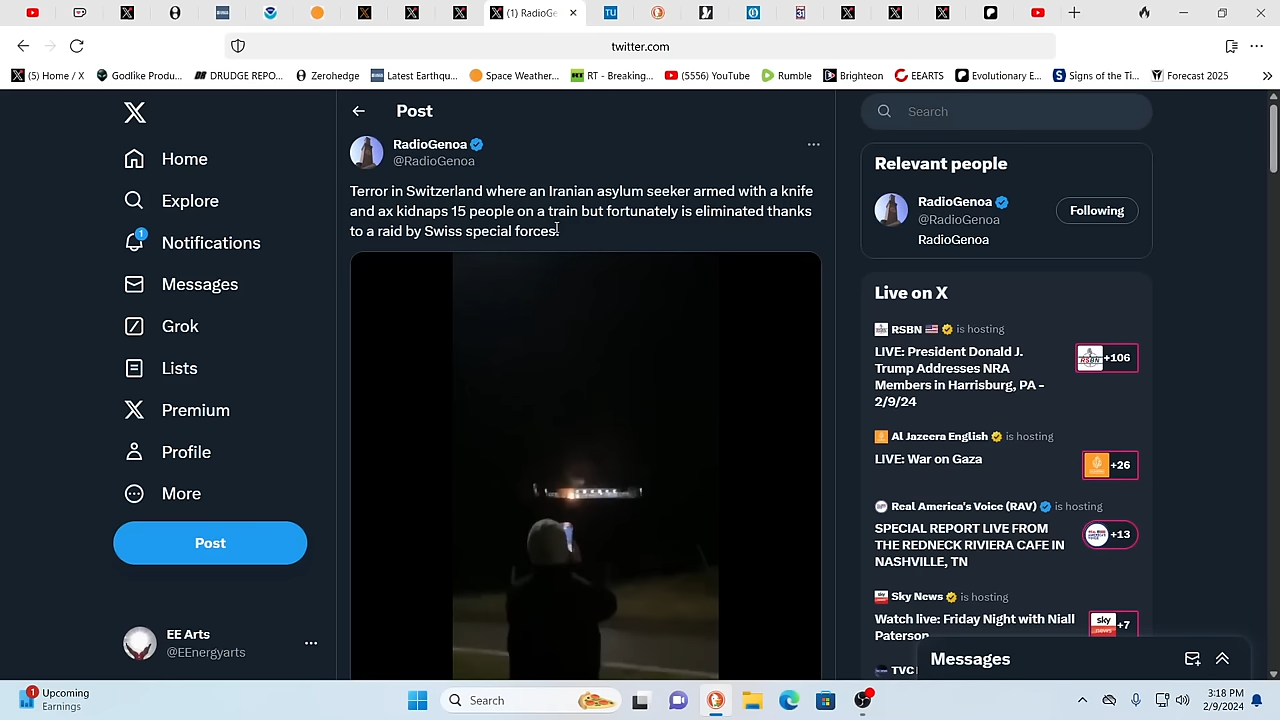 (1) RadioGe
twitter.com
(5) Home / X
Godlike Produ...
DRUDGE REPO...
Zerohedge
Latest Earthqu...
Space Weather...
RT - Breaking...
(5556) YouTube
Rumble
Brighteon
EEARTS
Evolutionary E...
Signs of the Ti...
Forecast 2025
Home
Explore
1
Notifications
Messages
Grok
Lists
Premium
Profile
More
Post
EE Arts
@EEnergyarts
Post
RadioGenoa
@RadioGenoa
Terror in Switzerland where an Iranian asylum seeker armed with a knife
and ax kidnaps 15 people on a train but fortunately is eliminated thanks
to a raid by Swiss special forces.
Search
Relevant people
RadioGenoa
@RadioGenoa
Following
RadioGenoa
Live on X
RSBN is hosting
LIVE: President Donald J.
Trump Addresses NRA
Members in Harrisburg, PA -
2/9/24
+106
Al Jazeera English is hosting
LIVE: War on Gaza
+26
Real America's Voice (RAV) is hosting
SPECIAL REPORT LIVE FROM
THE REDNECK RIVIERA CAFE IN
NASHVILLE, TN
+13
Sky News is hosting
Watch live: Friday Night with Niall
Paterson
sky news
+7
TVC
Messages
1
Upcoming
Earnings
Search
3:18 PM
2/9/2024